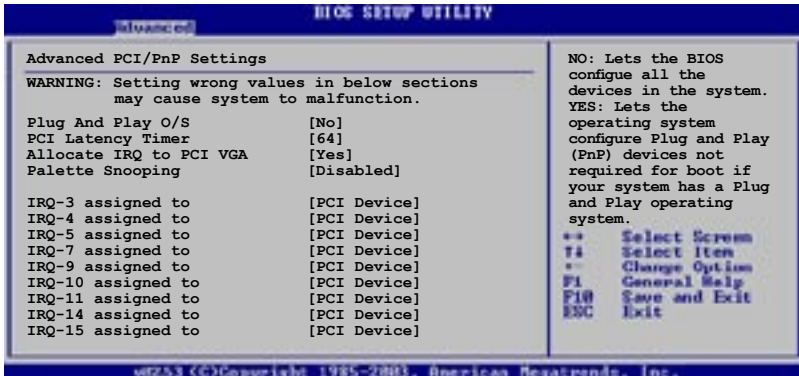 BIOS SETUP UTILITY
Advanced
Advanced PCI/PnP Settings
WARNING: Setting wrong values in below sections
may cause system to malfunction.
Plug And Play O/S [No]
PCI Latency Timer [64]
Allocate IRQ to PCI VGA [Yes]
Palette Snooping [Disabled]
IRQ-3 assigned to [PCI Device]
IRQ-4 assigned to [PCI Device]
IRQ-5 assigned to [PCI Device]
IRQ-7 assigned to [PCI Device]
IRQ-9 assigned to [PCI Device]
IRQ-10 assigned to [PCI Device]
IRQ-11 assigned to [PCI Device]
IRQ-14 assigned to [PCI Device]
IRQ-15 assigned to [PCI Device]
NO: Lets the BIOS
configue all the
devices in the system.
YES: Lets the
operating system
configure Plug and Play
(PnP) devices not
required for boot if
your system has a Plug
and Play operating
system.
Select Screen
Select Item
+- Change Option
F1 General Help
F10 Save and Exit
ESC Exit
v02.53 (C)Copyright 1985-2003, American Megatrends, Inc.